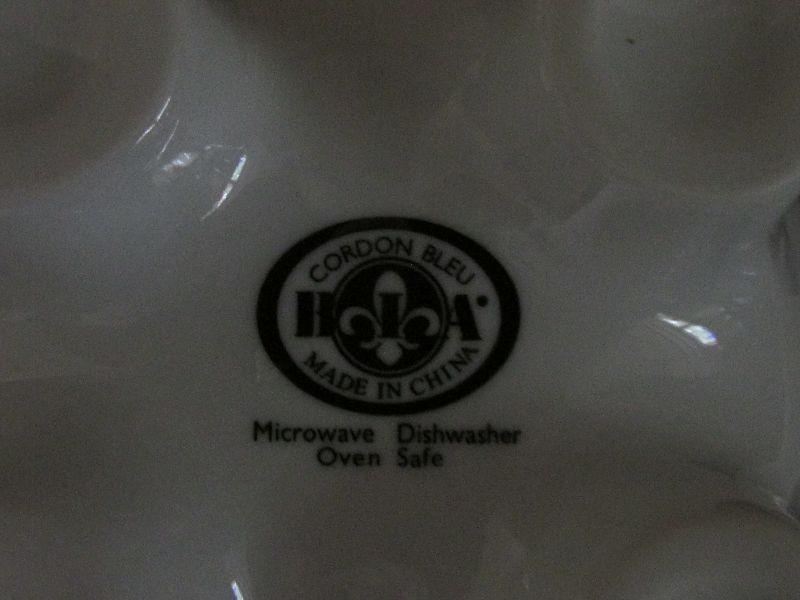 CORDON BLEU
BIA
MADE IN CHINA
Microwave Dishwasher
Oven Safe